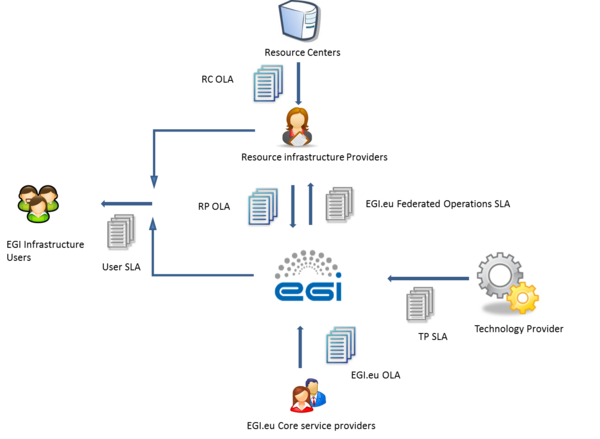 Resource Centers
RC OLA
Resource infrastructure Providers
RP OLA
EGI.eu Federated Operations SLA
EGI Infrastructure
Users
User SLA
egi
TP SLA
Technology Provider
EGI.eu OLA
EGI.eu Core service providers